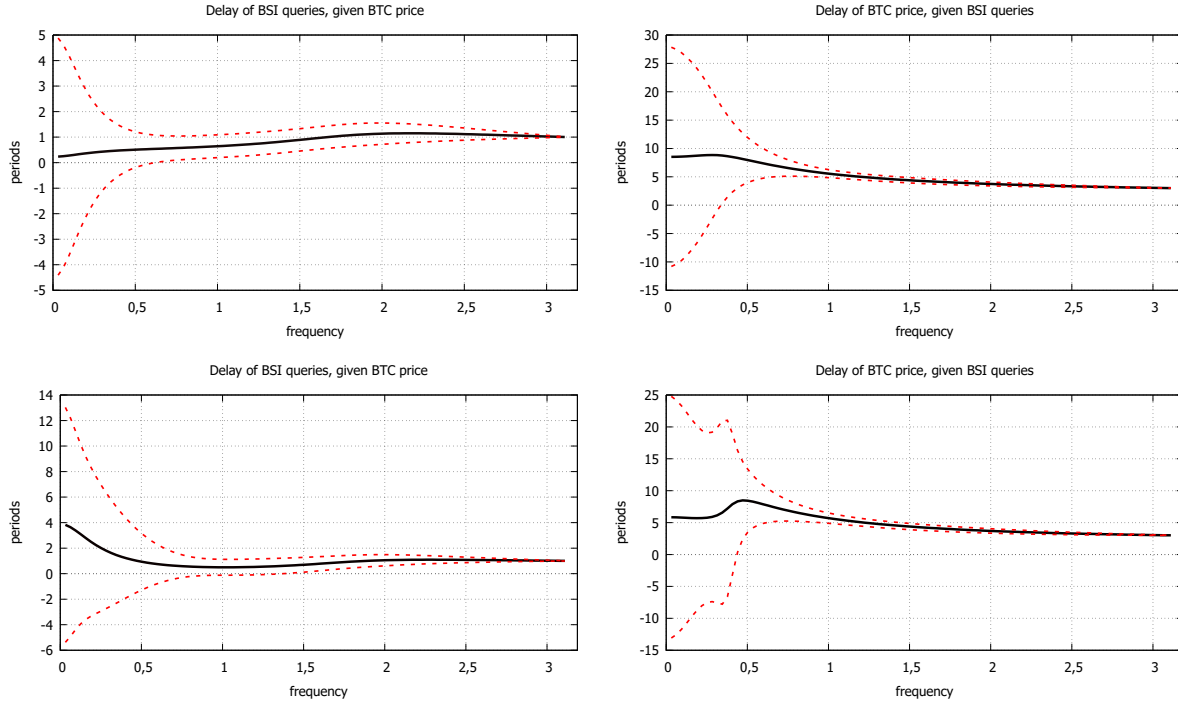 Delay of BSI queries, given BTC price
5
4
3
2
1
0
1
2
3
-4
-5
periods
0 0,5 1 1,5 2 2,5 3
frequency
Delay of BTC price, given BSI queries
30
25
20
15
10
5
0
-5
-10
-15
periods
0 0,5 1 1,5 2 2,5 3
frequency
Delay of BSI queries, given BTC price
14
12
10
8
6
4
2
0
-2
-4
-6
periods
0 0,5 1 1,5 2 2,5 3
frequency
Delay of BTC price, given BSI queries
25
20
15
10
5
0
-5
-10
-15
periods
0 0,5 1 1,5 2 2,5 3
frequency